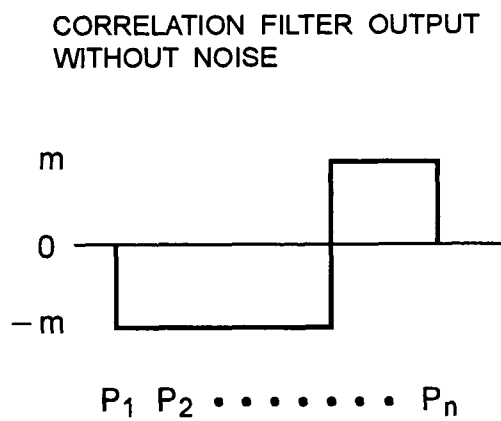 CORRELATION FILTER OUTPUT
WITHOUT NOISE
m
0
−m
P1 P2 • • • • • • • Pn